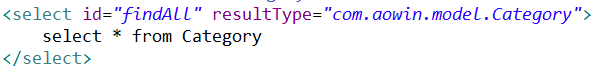 <select id="findAll" resultType="com.aowin.model.Category">
    select * from Category
</select>